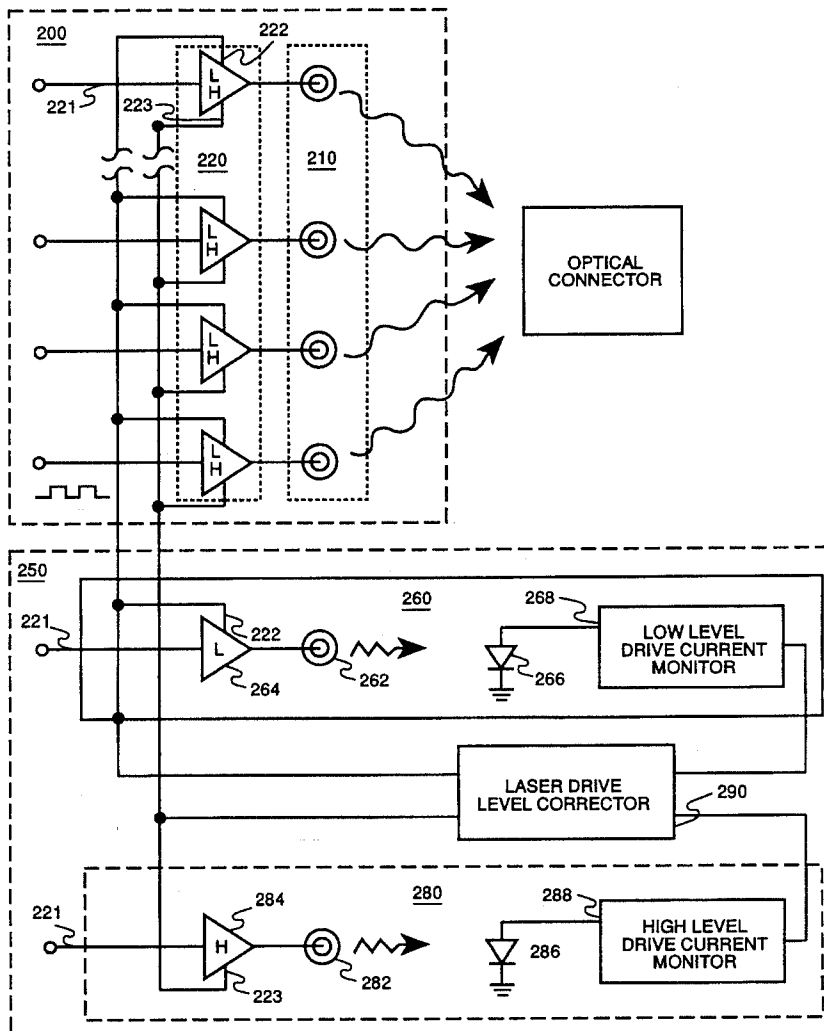 200
222
L
H
221
223
220
210
L
H
OPTICAL
CONNECTOR
L
H
L
H
250
260
221
222
268
LOW LEVEL
DRIVE CURRENT
MONITOR
L
264
262
266
LASER DRIVE
LEVEL CORRECTOR
290
280
221
284
288
HIGH LEVEL
DRIVE CURRENT
MONITOR
H
286
223
282